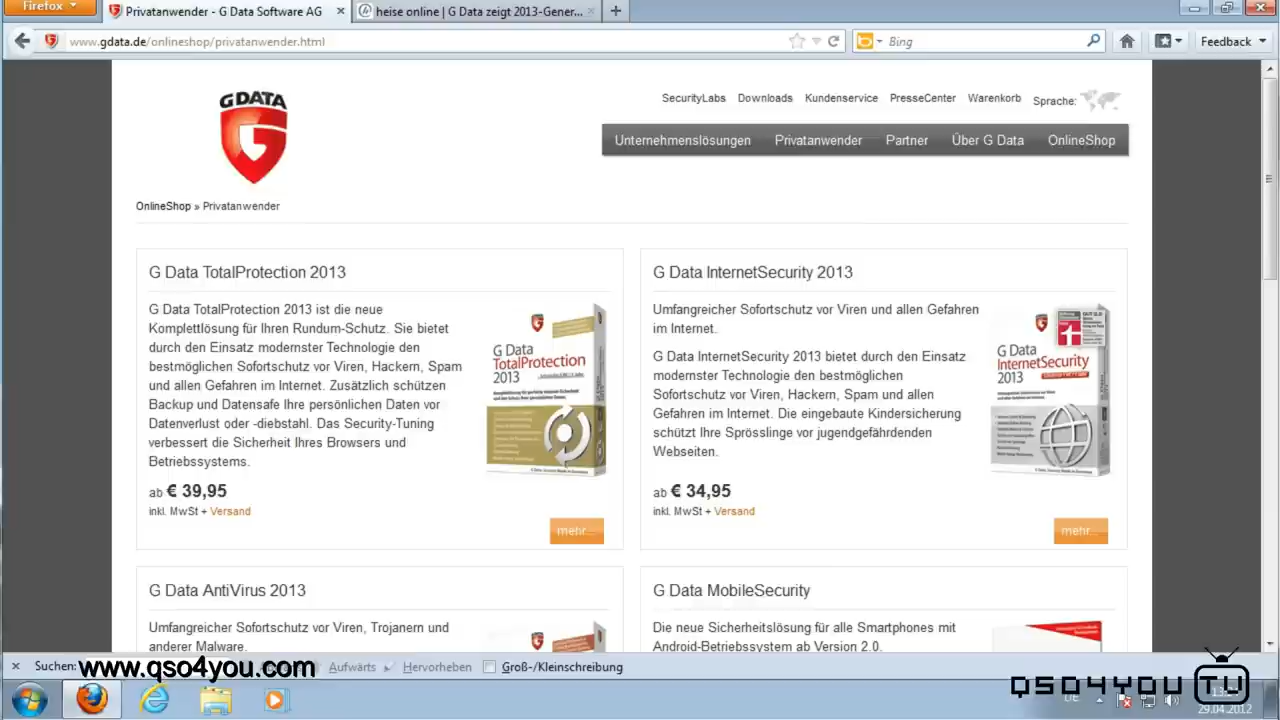 Firefox
Privatanwender - G Data Software AG
heise online | G Data zeigt 2013-Gener...
www.gdata.de/onlineshop/privatanwender.html
Bing
Feedback
G DATA
SecurityLabs Downloads Kundenservice PresseCenter Warenkorb Sprache:
Unternehmenslösungen Privatanwender Partner Über G Data OnlineShop
OnlineShop » Privatanwender
G Data TotalProtection 2013
G Data TotalProtection 2013 ist die neue
Komplettlösung für Ihren Rundum-Schutz. Sie bietet
durch den Einsatz modernster Technologie den
bestmöglichen Sofortschutz vor Viren, Hackern, Spam
und allen Gefahren im Internet. Zusätzlich schützen
Backup und Datensafe Ihre persönlichen Daten vor
Datenverlust oder -diebstahl. Das Security-Tuning
verbessert die Sicherheit Ihres Browsers und
Betriebssystems.
G Data
TotalProtection
2013
ab € 39,95
inkl. MwSt + Versand
mehr...
G Data InternetSecurity 2013
Umfangreicher Sofortschutz vor Viren und allen Gefahren
im Internet.
G Data InternetSecurity 2013 bietet durch den Einsatz
modernster Technologie den bestmöglichen
Sofortschutz vor Viren, Hackern, Spam und allen
Gefahren im Internet. Die eingebaute Kindersicherung
schützt Ihre Sprosslinge vor jugendgefährdenden
Webseiten.
G Data
InternetSecurity
2013
ab € 34,95
inkl. MwSt + Versand
mehr...
G Data AntiVirus 2013
Umfangreicher Sofortschutz vor Viren, Trojanern und
anderer Malware.
G Data MobileSecurity
Die neue Sicherheitslösung für alle Smartphones mit
Android-Betriebssystem ab Version 2.0.
Suchen:
www.qso4you.com
Aufwärts Hervorheben Groß-/Kleinschreibung
QSO4YOU TV
DE
29.04.2012